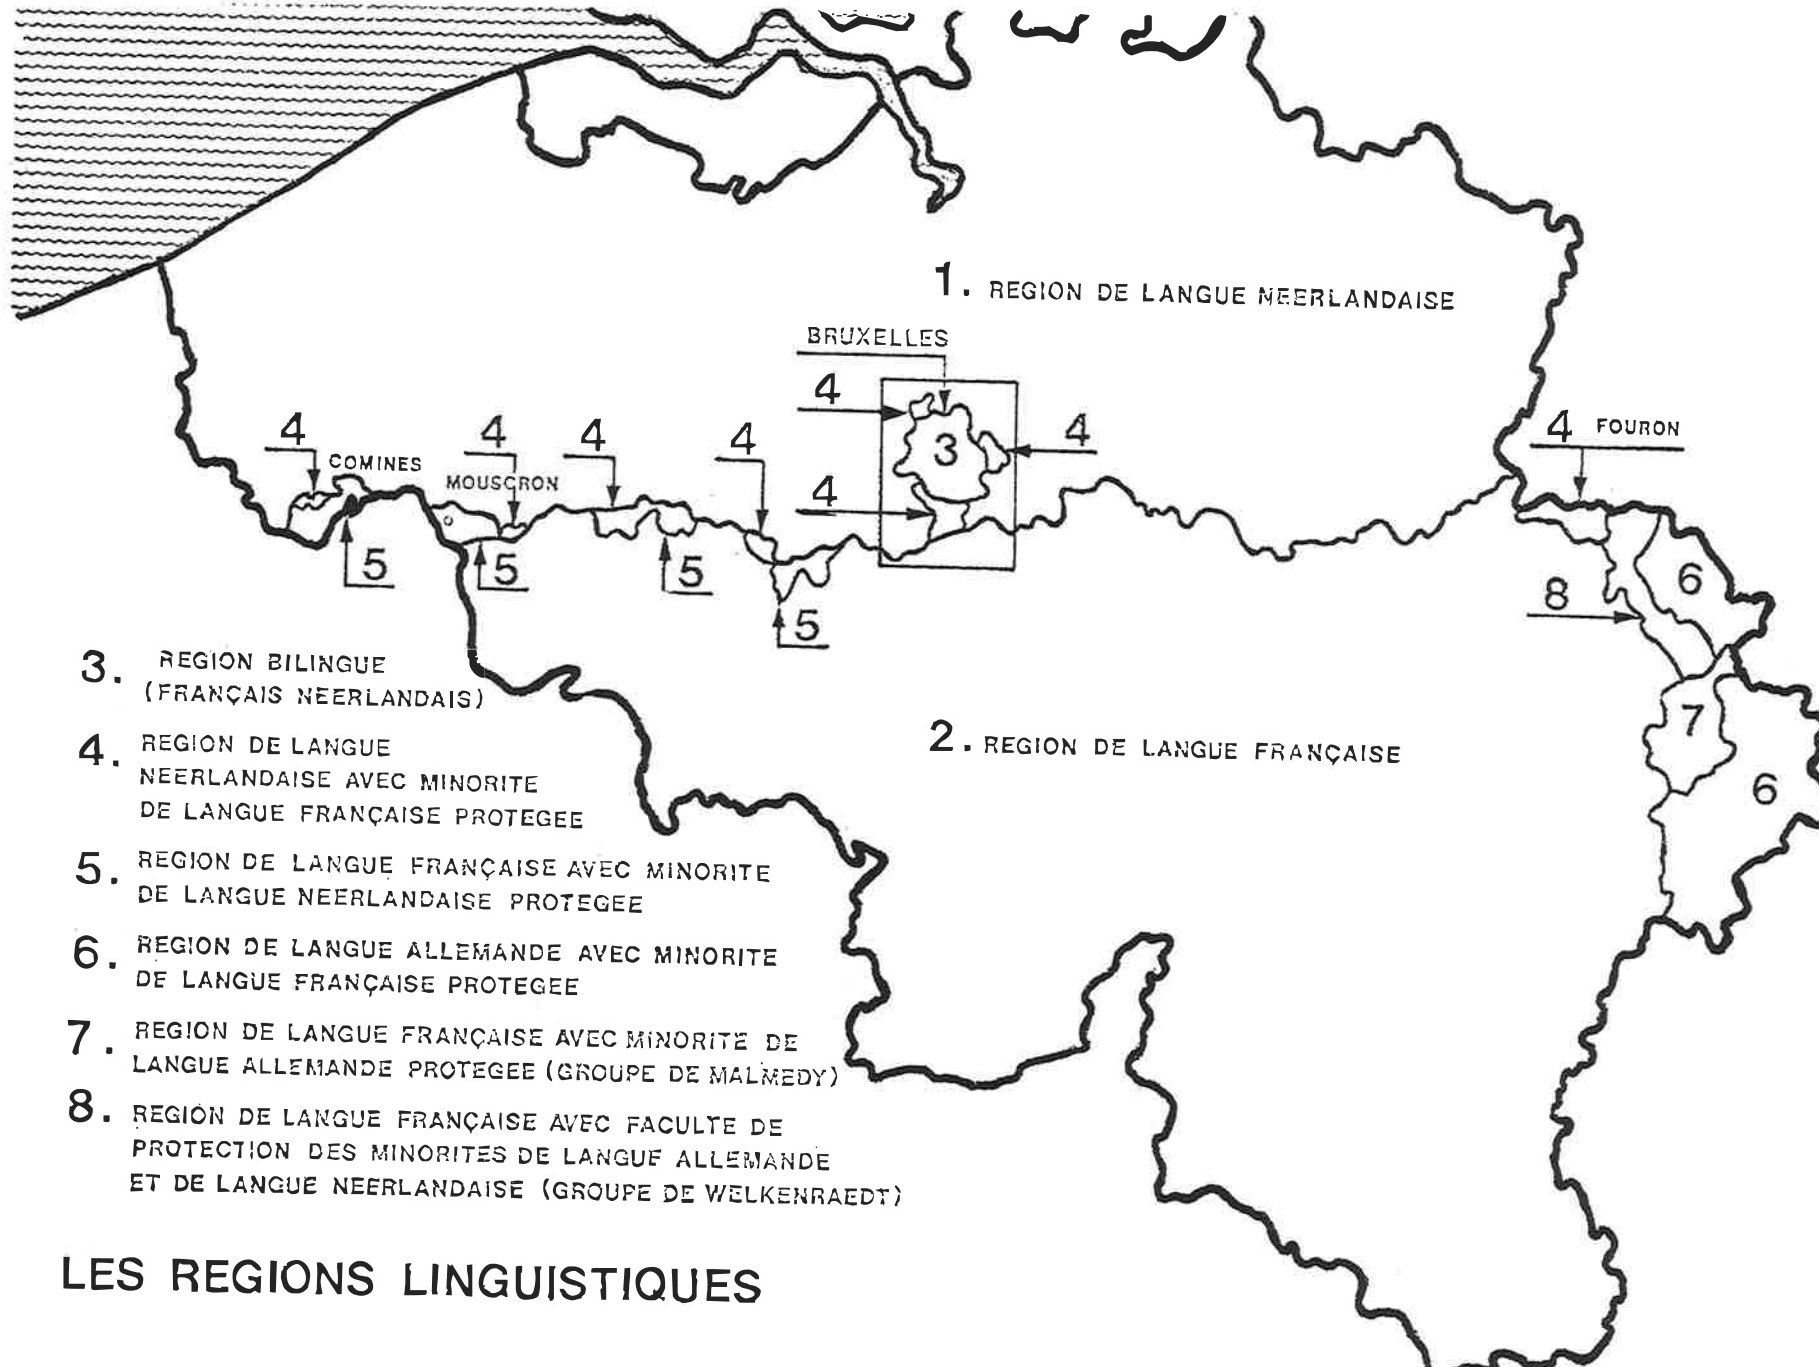 1. REGION DE LANGUE NEERLANDAISE
BRUXELLES
4
3
4
4
4 FOURON
4
4
4
4
COMINES
MOUSCRON
4
5
5
5
5
6
8
7
6
2. REGION DE LANGUE FRANÇAISE
3. REGION BILINGUE
(FRANÇAIS NEERLANDAIS)
4. REGION DE LANGUE
NEERLANDAISE AVEC MINORITE
DE LANGUE FRANÇAISE PROTEGEE
5. REGION DE LANGUE FRANÇAISE AVEC MINORITE
DE LANGUE NEERLANDAISE PROTEGEE
6. REGION DE LANGUE ALLEMANDE AVEC MINORITE
DE LANGUE FRANÇAISE PROTEGEE
7. REGION DE LANGUE FRANÇAISE AVEC MINORITE DE
LANGUE ALLEMANDE PROTEGEE (GROUPE DE MALMEDY)
8. REGION DE LANGUE FRANÇAISE AVEC FACULTE DE
PROTECTION DES MINORITES DE LANGUE ALLEMANDE
ET DE LANGUE NEERLANDAISE (GROUPE DE WELKENRAEDT)
LES REGIONS LINGUISTIQUES